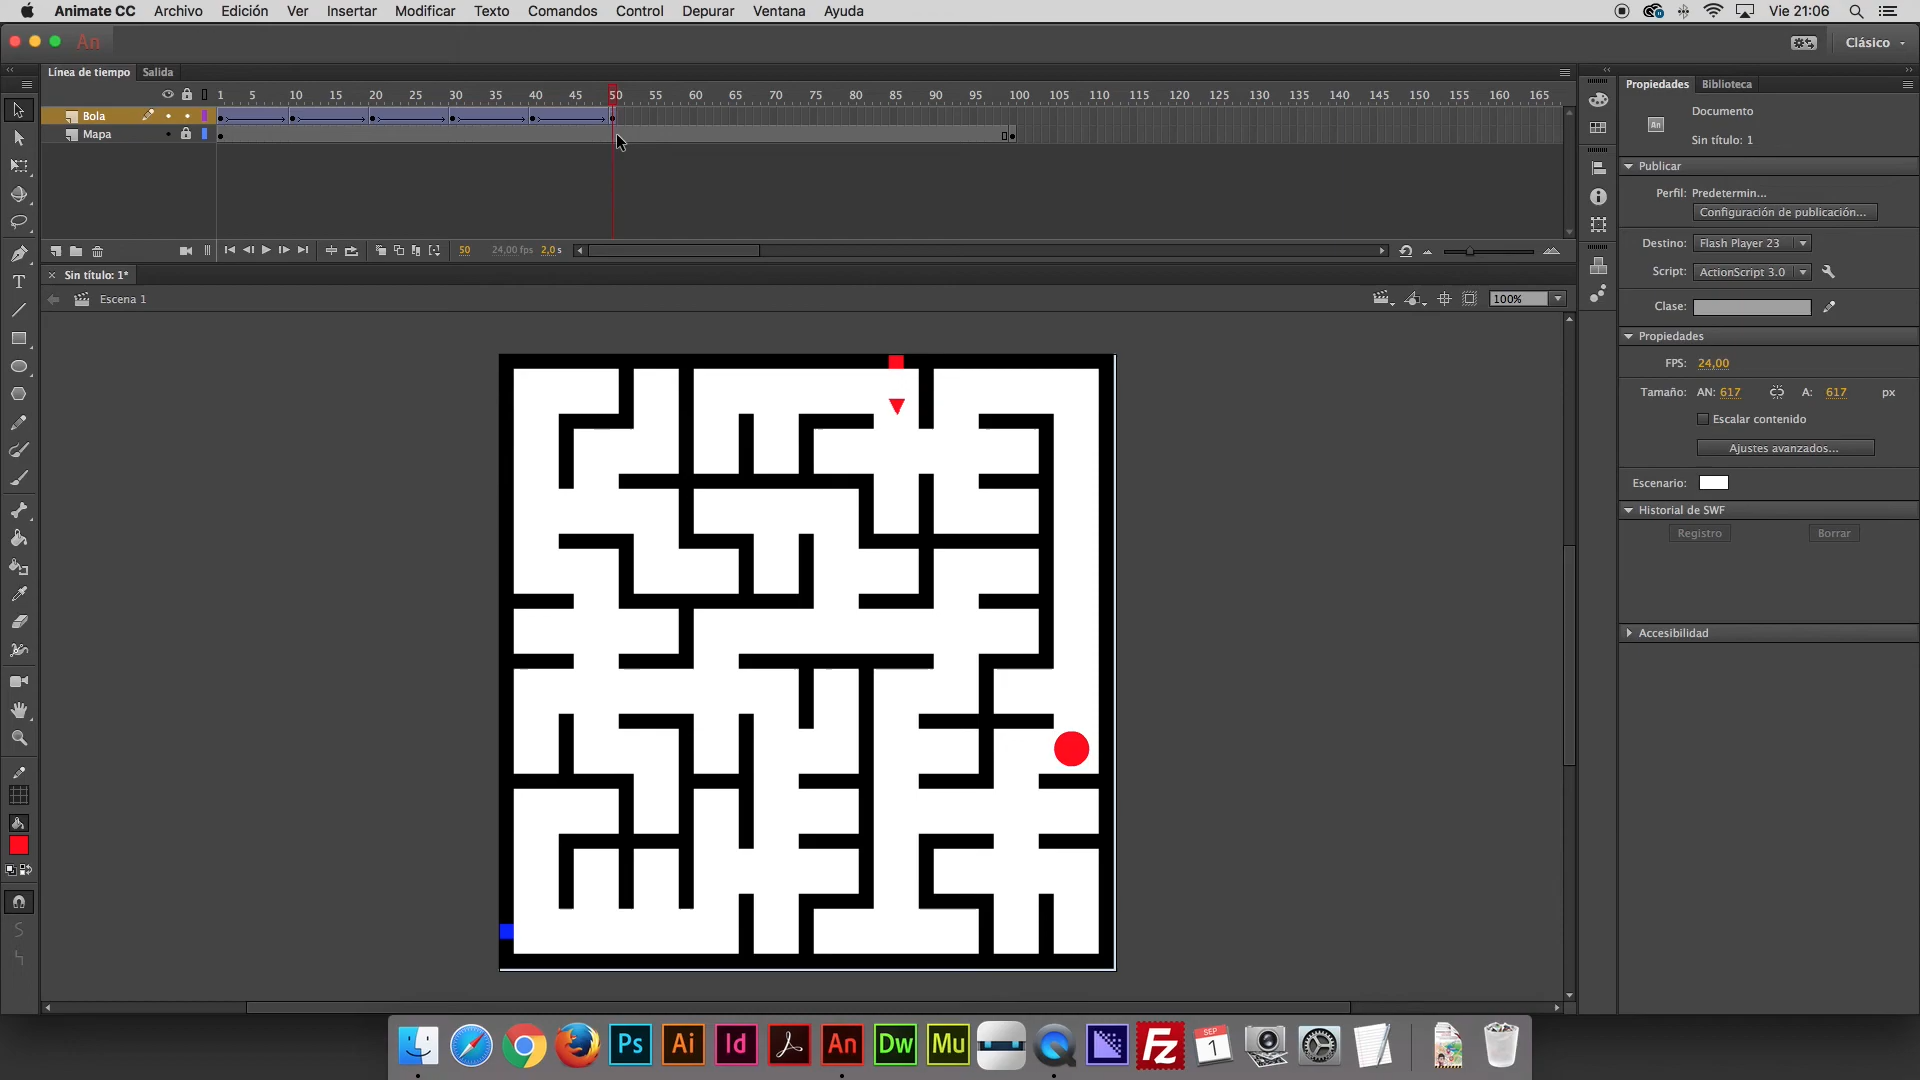 Animate CC Archivo Edición Ver Insertar Modificar Texto Comandos Control Depurar Ventana Ayuda Vie 21:06
An Clásico
Línea de tiempo Salida
1 5 10 15 20 25 30 35 40 45 50 55 60 65 70 75 80 85 90 95 100 105 110 115 120 125 130 135 140 145 150 155 160 165
Bola
Mapa
50 24,00 fps 2,0 s
Sin título: 1*
Escena 1 100%
Propiedades Biblioteca
Documento
An
Sin título: 1
Publicar
Perfil: Predetermin...
Configuración de publicación...
Destino: Flash Player 23
Script: ActionScript 3.0
Clase:
Propiedades
FPS: 24,00
Tamaño: AN: 617 A: 617 px
Escalar contenido
Ajustes avanzados...
Escenario:
Historial de SWF
Registro Borrar
Accesibilidad
Ps Ai Id An Dw Mu Fz SEP 1